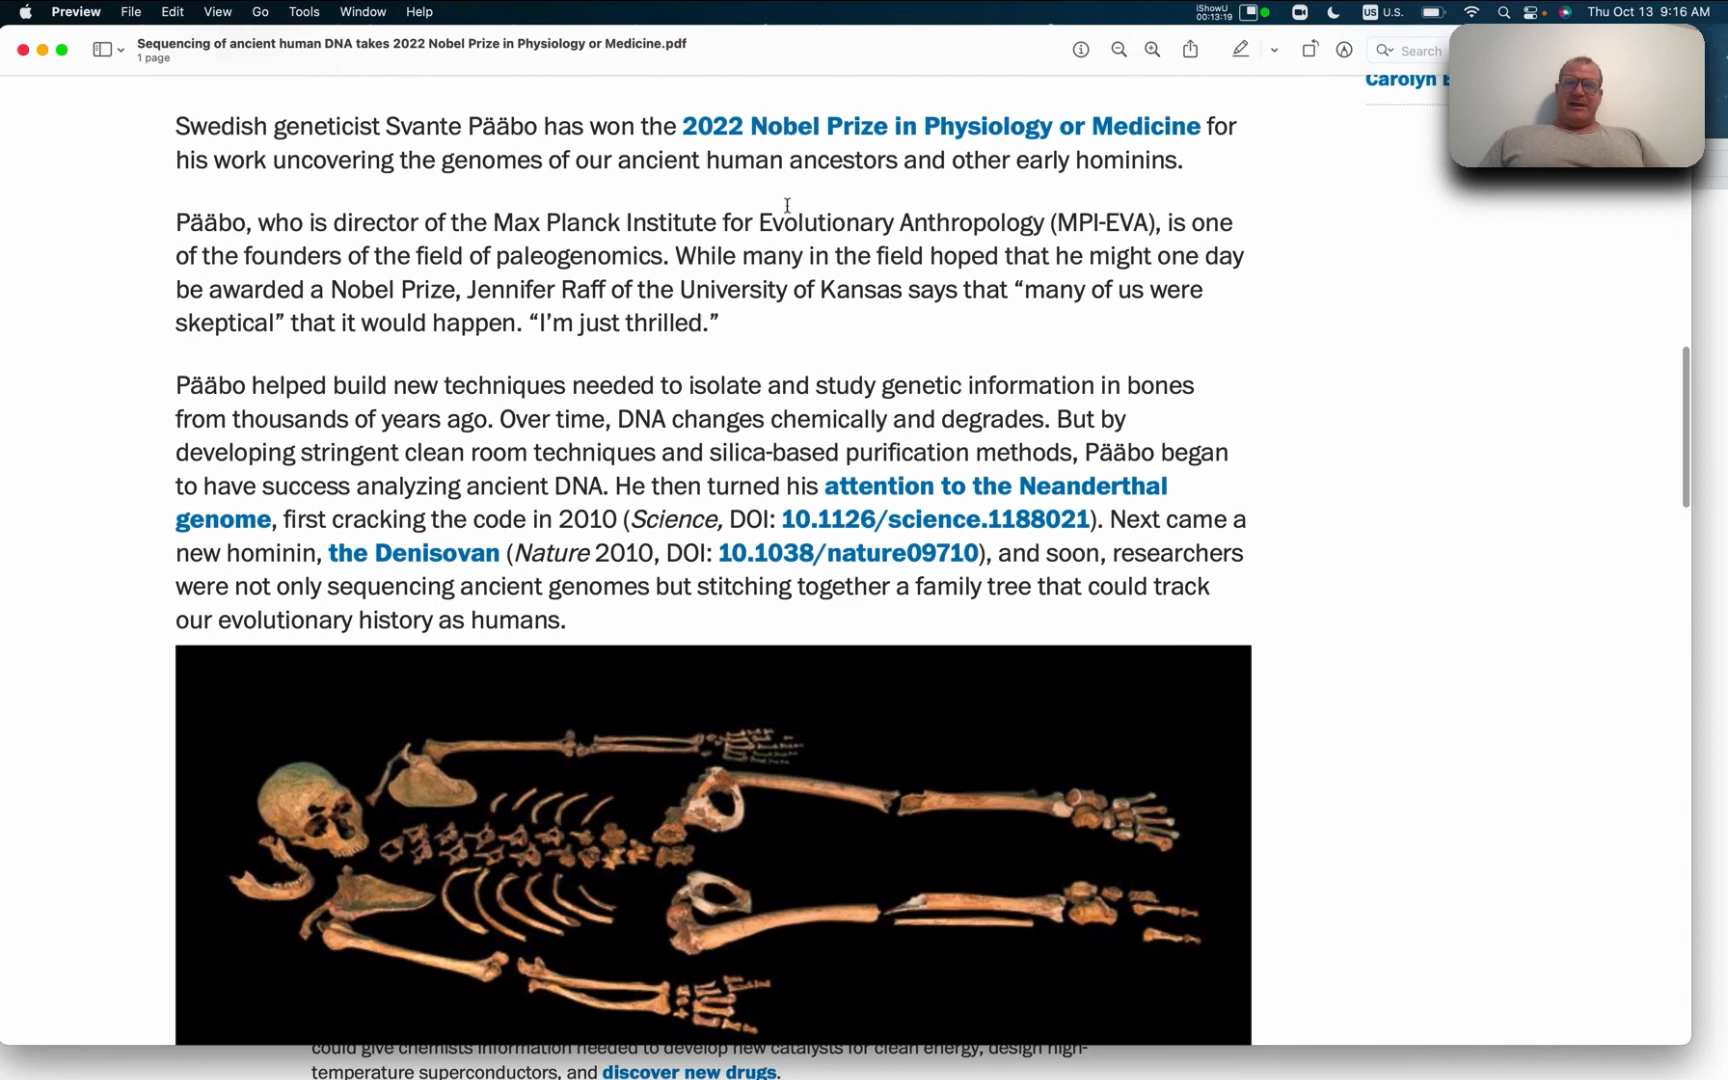 Preview File Edit View Go Tools Window Help
iShowU
00:13:19
US U.S.
Thu Oct 13 9:16 AM
Sequencing of ancient human DNA takes 2022 Nobel Prize in Physiology or Medicine.pdf
1 page
Search
Carolyn
Swedish geneticist Svante Pääbo has won the 2022 Nobel Prize in Physiology or Medicine for
his work uncovering the genomes of our ancient human ancestors and other early hominins.
Pääbo, who is director of the Max Planck Institute for Evolutionary Anthropology (MPI-EVA), is one
of the founders of the field of paleogenomics. While many in the field hoped that he might one day
be awarded a Nobel Prize, Jennifer Raff of the University of Kansas says that “many of us were
skeptical” that it would happen. “I’m just thrilled.”
Pääbo helped build new techniques needed to isolate and study genetic information in bones
from thousands of years ago. Over time, DNA changes chemically and degrades. But by
developing stringent clean room techniques and silica-based purification methods, Pääbo began
to have success analyzing ancient DNA. He then turned his attention to the Neanderthal
genome, first cracking the code in 2010 (Science, DOI: 10.1126/science.1188021). Next came a
new hominin, the Denisovan (Nature 2010, DOI: 10.1038/nature09710), and soon, researchers
were not only sequencing ancient genomes but stitching together a family tree that could track
our evolutionary history as humans.
could give chemists information needed to develop new catalysts for clean energy, design high-
temperature superconductors, and discover new drugs.